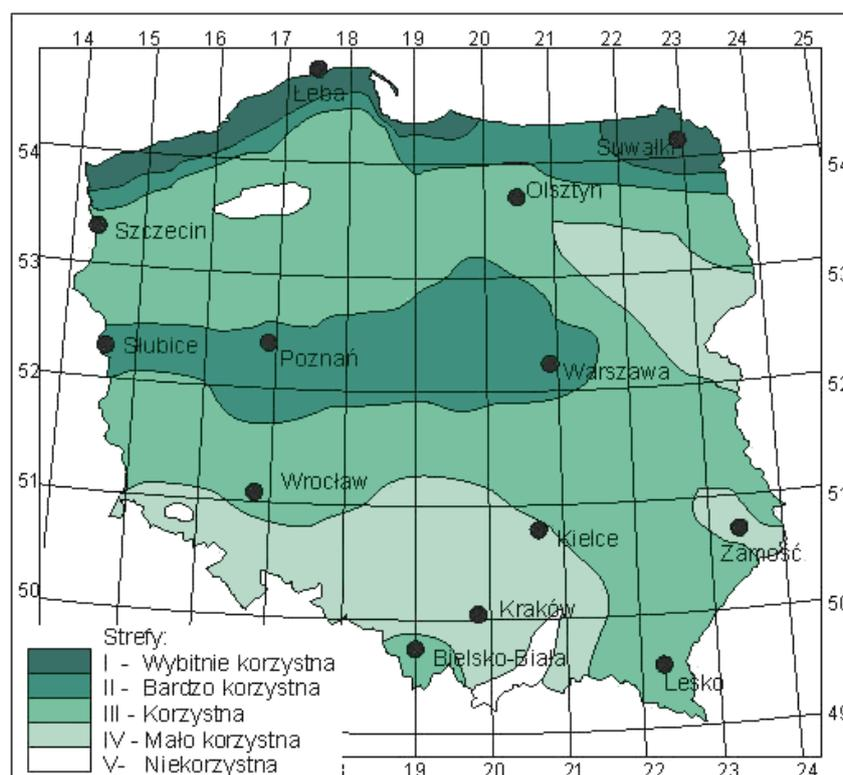 14 15 16 17 18 19 20 21 22 23 24 25
Łeba
54 Suwałki 54
Olsztyn
Szczecin
53 53
Słubice Poznań Warszawa
52 52
Wrocław
51 51
Kielce Zamość
50 Kraków 50
Strefy:
I - Wybitnie korzystna Bielsko-Biała
II - Bardzo korzystna Lesko
III - Korzystna 49
IV - Mało korzystna
V- Niekorzystna
19 20 21 22 23 24